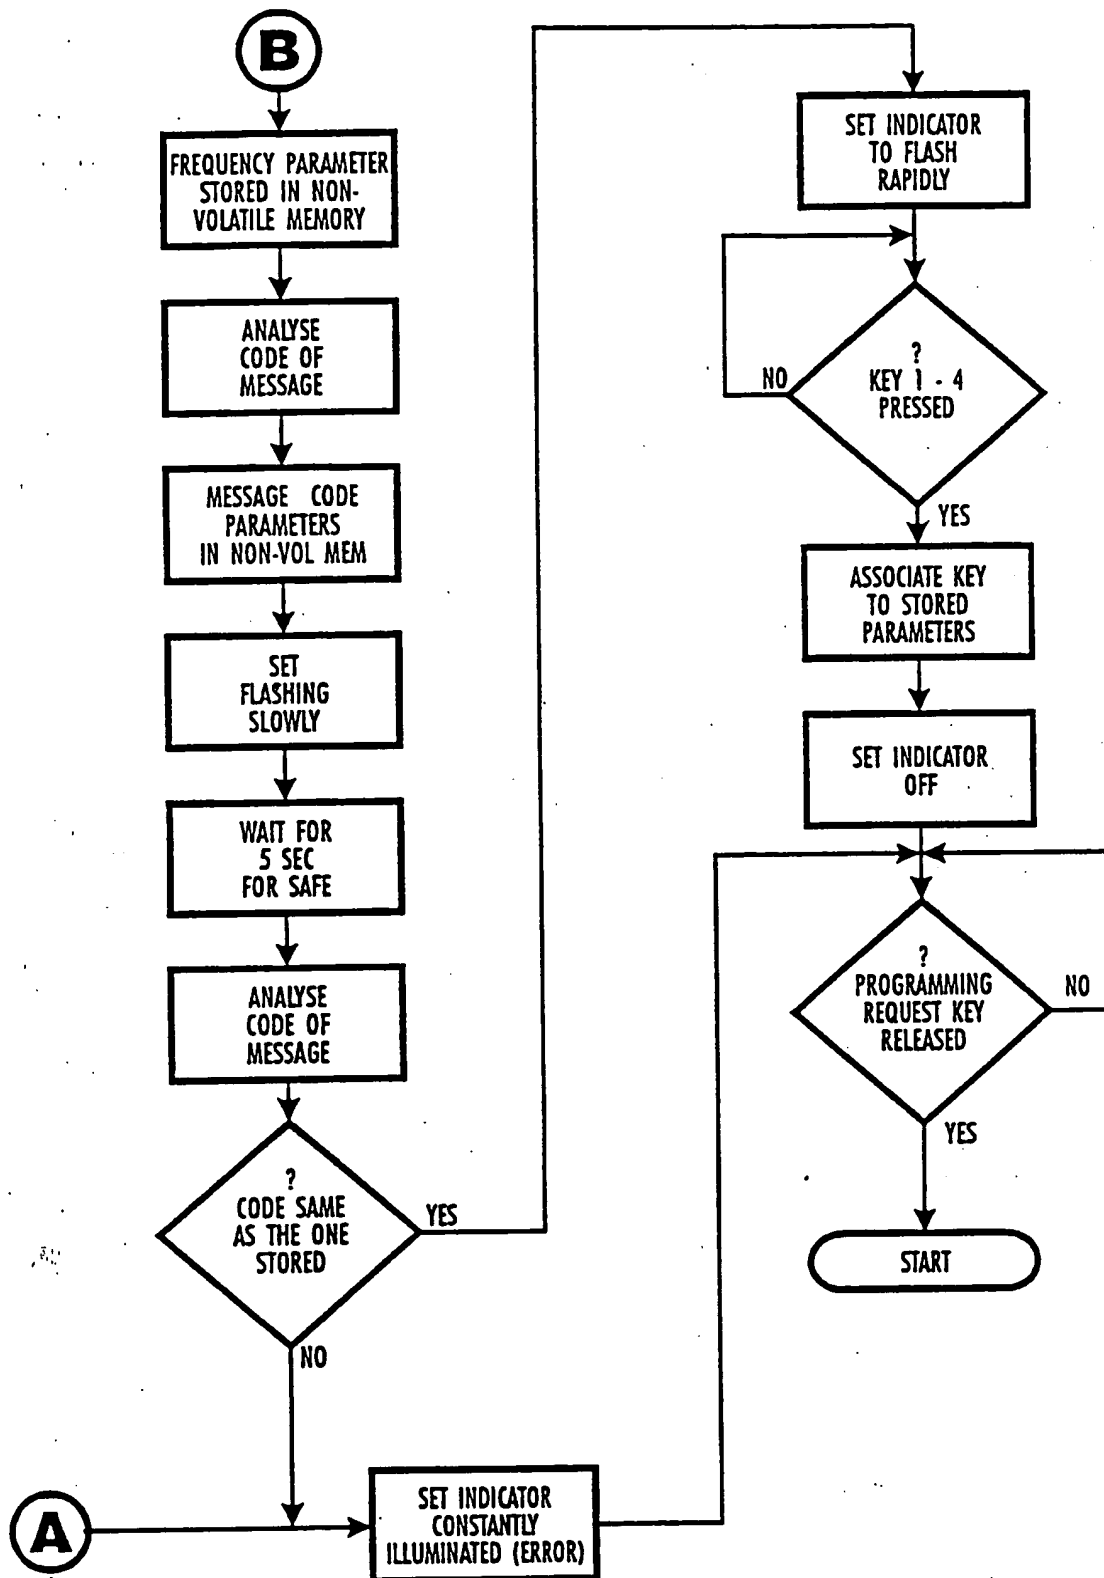 B
FREQUENCY PARAMETER
STORED IN NON-
VOLATILE MEMORY
ANALYSE
CODE OF
MESSAGE
MESSAGE CODE
PARAMETERS
IN NON-VOL MEM
SET
FLASHING
SLOWLY
WAIT FOR
5 SEC
FOR SAFE
ANALYSE
CODE OF
MESSAGE
?
CODE SAME
AS THE ONE
STORED
YES
NO
A
SET INDICATOR
CONSTANTLY
ILLUMINATED (ERROR)
SET INDICATOR
TO FLASH
RAPIDLY
?
KEY 1 - 4
PRESSED
NO
YES
ASSOCIATE KEY
TO STORED
PARAMETERS
SET INDICATOR
OFF
?
PROGRAMMING
REQUEST KEY
RELEASED
NO
YES
START